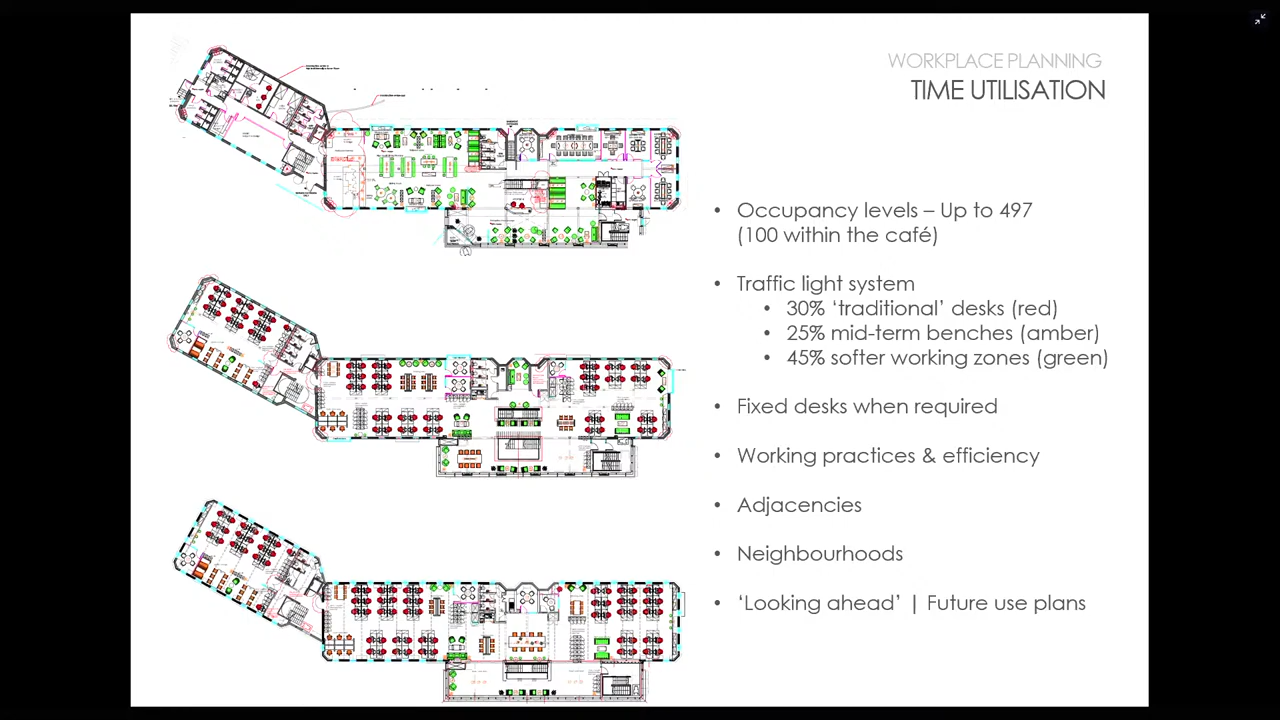 WORKPLACE PLANNING
TIME UTILISATION
• Occupancy levels – Up to 497
(100 within the café)
• Traffic light system
• 30% ‘traditional’ desks (red)
• 25% mid-term benches (amber)
• 45% softer working zones (green)
• Fixed desks when required
• Working practices & efficiency
• Adjacencies
• Neighbourhoods
• ‘Looking ahead’ | Future use plans